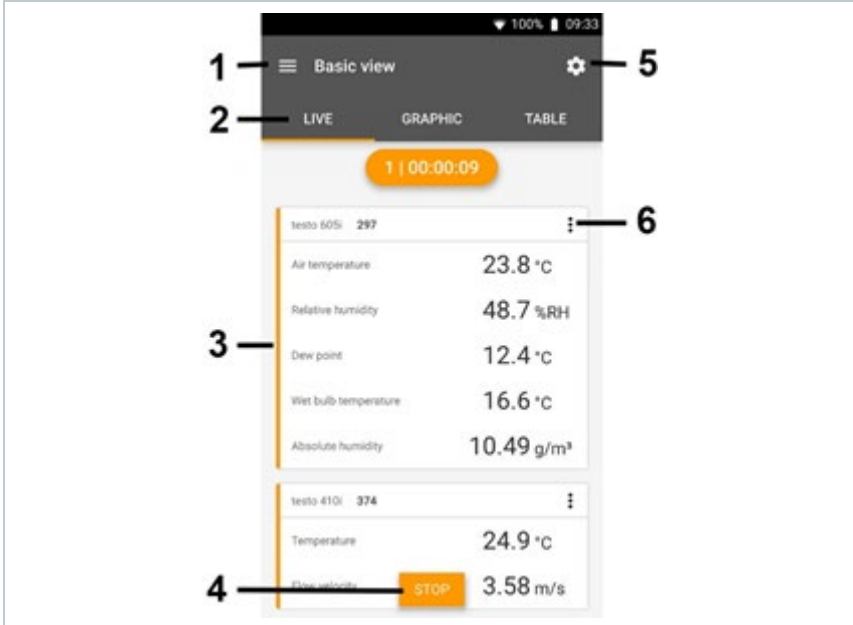 100% 09:33
1 Basic view 5
2 LIVE GRAPHIC TABLE
1 | 00:00:09
testo 605i 297 6
Air temperature 23.8 °C
Relative humidity 48.7 %RH
3
Dew point 12.4 °C
Wet bulb temperature 16.6 °C
Absolute humidity 10.49 g/m³
testo 410i 374
Temperature 24.9 °C
4 Flow velocity STOP 3.58 m/s